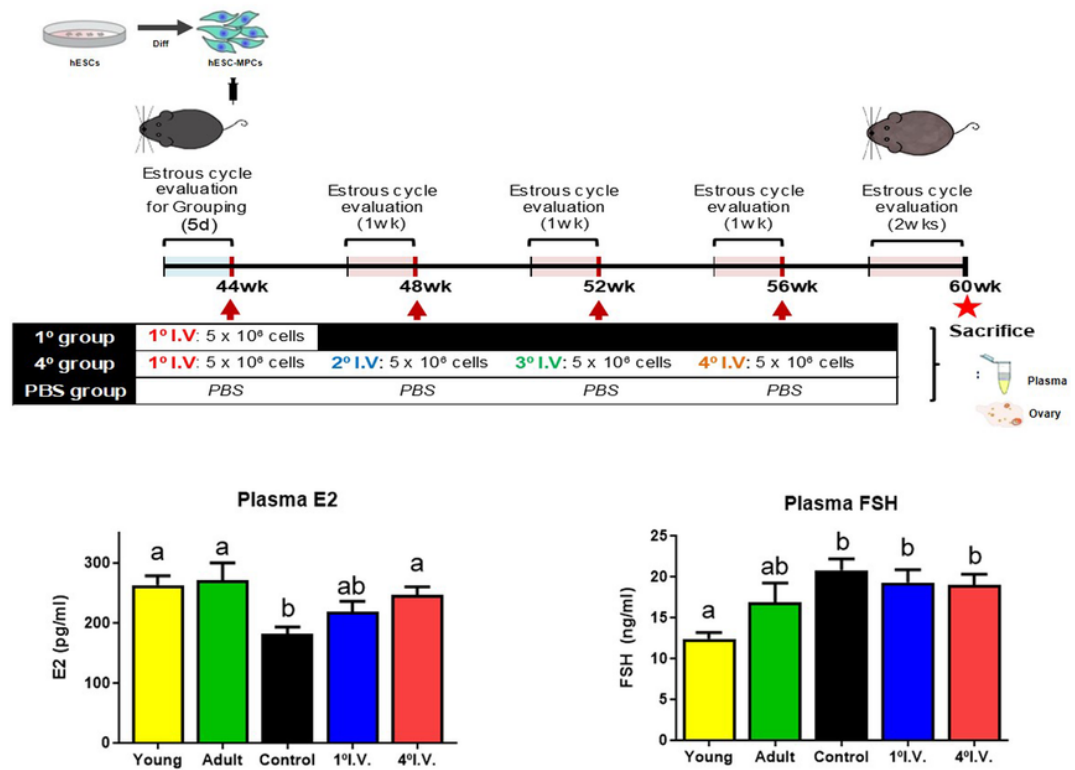 Diff
hESCs
hESC-MPCs
Estrous cycle
evaluation
for Grouping
(5d)
Estrous cycle
evaluation
(1wk)
Estrous cycle
evaluation
(1wk)
Estrous cycle
evaluation
(1wk)
Estrous cycle
evaluation
(2wks)
44wk
48wk
52wk
56wk
60wk
1º group
1º I.V: 5 x 10⁶ cells
4º group
1º I.V: 5 x 10⁶ cells
2º I.V: 5 x 10⁶ cells
3º I.V: 5 x 10⁶ cells
4º I.V: 5 x 10⁶ cells
PBS group
PBS
PBS
PBS
PBS
Sacrifice
Plasma
Ovary
Plasma E2
E2 (pg/ml)
300
200
100
0
a
a
b
ab
a
Young
Adult
Control
1ºI.V.
4ºI.V.
Plasma FSH
FSH (ng/ml)
25
20
15
10
5
0
a
ab
b
b
b
Young
Adult
Control
1ºI.V.
4ºI.V.